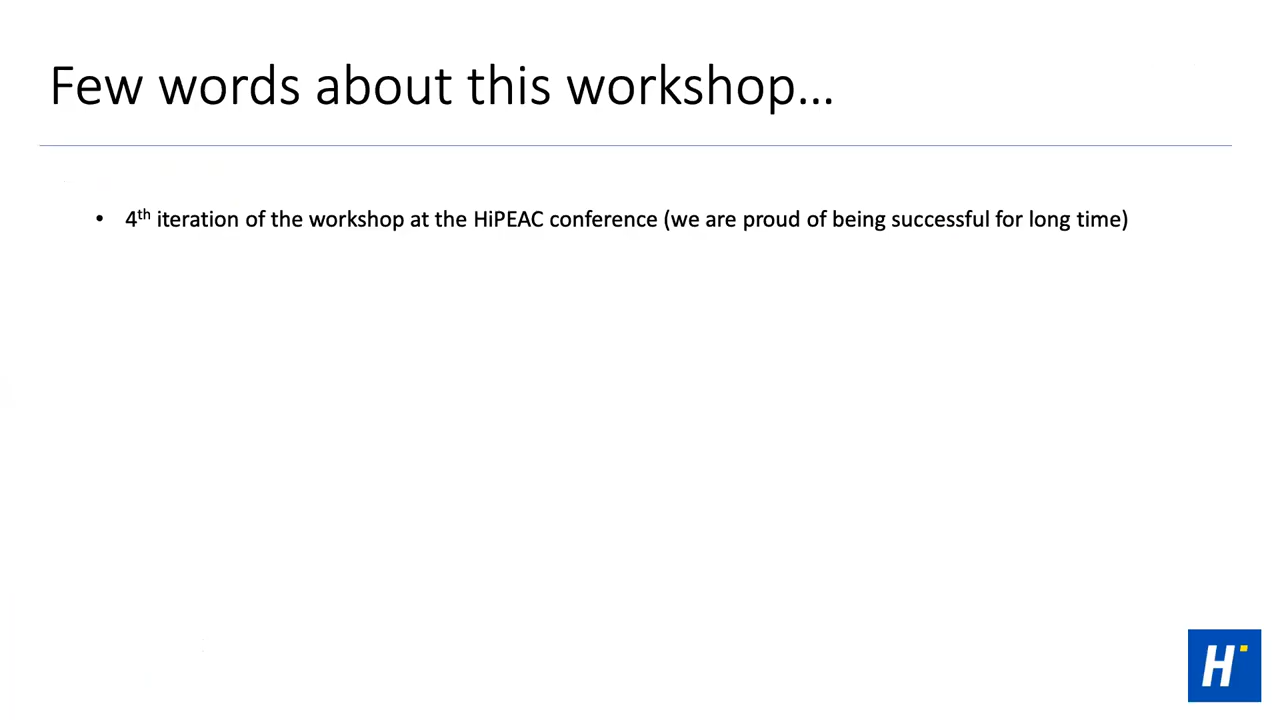 Few words about this workshop...
• 4th iteration of the workshop at the HiPEAC conference (we are proud of being successful for long time)
H